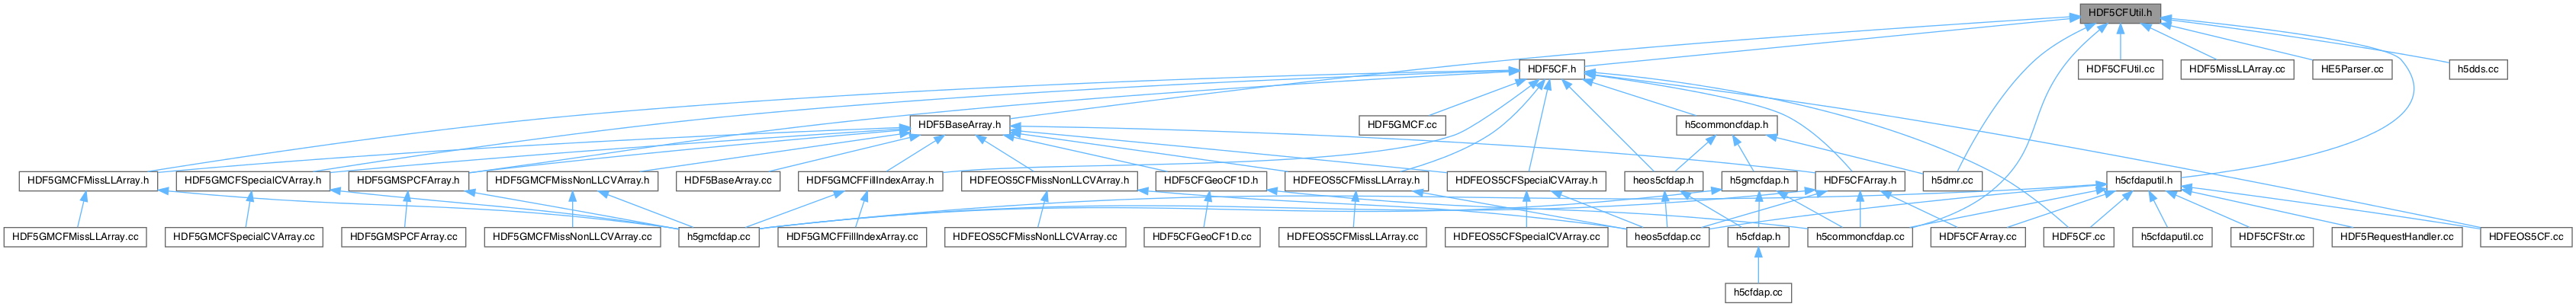 HDF5CFUtil.h
HDF5CF.h
HDF5CFUtil.cc
HDF5MissLLArray.cc
HE5Parser.cc
h5dds.cc
HDF5BaseArray.h
HDF5GMCF.cc
h5commoncfdap.h
HDF5GMCFMissLLArray.h
HDF5GMCFSpecialCVArray.h
HDF5GMSPCFArray.h
HDF5GMCFMissNonLLCVArray.h
HDF5BaseArray.cc
HDF5GMCFFillIndexArray.h
HDFEOS5CFMissNonLLCVArray.h
HDF5CFGeoCF1D.h
HDFEOS5CFMissLLArray.h
HDFEOS5CFSpecialCVArray.h
heos5cfdap.h
h5gmcfdap.h
HDF5CFArray.h
h5dmr.cc
h5cfdaputil.h
HDF5GMCFMissLLArray.cc
HDF5GMCFSpecialCVArray.cc
HDF5GMSPCFArray.cc
HDF5GMCFMissNonLLCVArray.cc
h5gmcfdap.cc
HDF5GMCFFillIndexArray.cc
HDFEOS5CFMissNonLLCVArray.cc
HDF5CFGeoCF1D.cc
HDFEOS5CFMissLLArray.cc
HDFEOS5CFSpecialCVArray.cc
heos5cfdap.cc
h5cfdap.h
h5commoncfdap.cc
HDF5CFArray.cc
HDF5CF.cc
h5cfdaputil.cc
HDF5CFStr.cc
HDF5RequestHandler.cc
HDFEOS5CF.cc
h5cfdap.cc